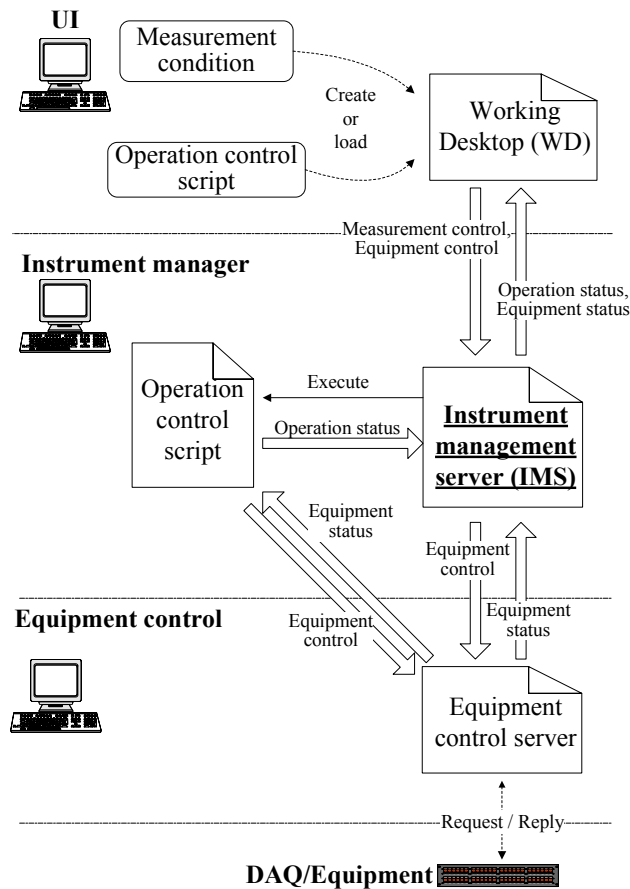 UI
Measurement
condition
Create
or
load
Operation control
script
Working
Desktop (WD)
Measurement control,
Equipment control
Instrument manager
Operation status,
Equipment status
Operation
control
script
Execute
Operation status
Instrument
management
server (IMS)
Equipment
status
Equipment
control
Equipment control
Equipment
control
Equipment
status
Equipment
control server
Request / Reply
DAQ/Equipment